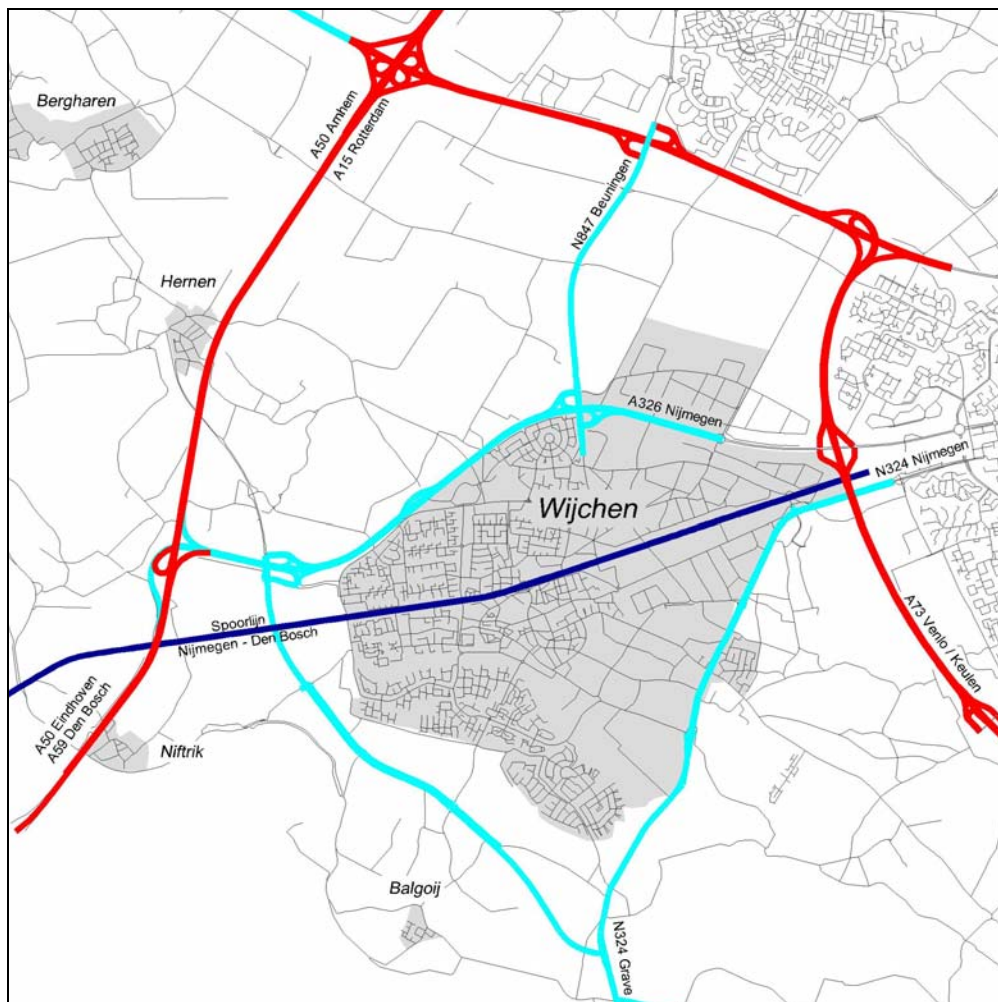 Bergharen
A50 Arnhem
A15 Rotterdam
N847 Beuningen
Hernen
A326 Nijmegen
N324 Nijmegen
Wijchen
A73 Venlo / Keulen
Spoorlijn
Nijmegen - Den Bosch
A50 Eindhoven
A59 Den Bosch
Niftrik
Balgoij
N324 Grave